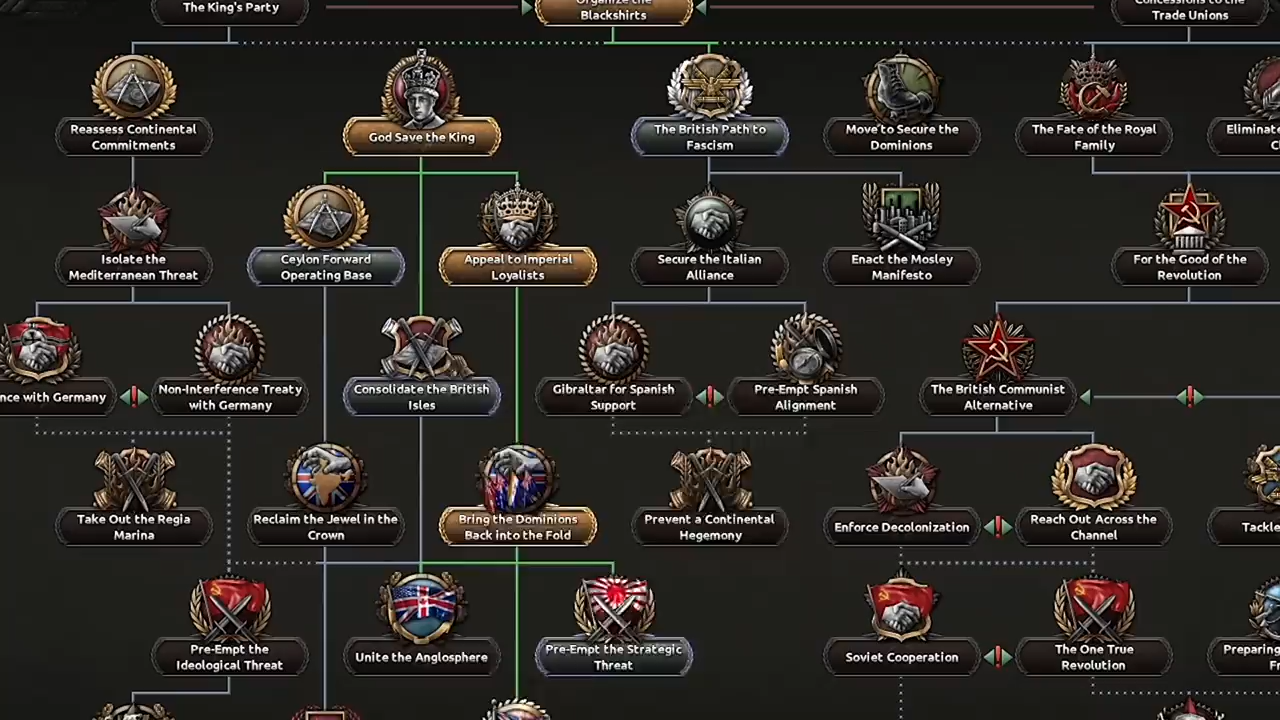 The King's Party
Organize the
Blackshirts
Concessions to the
Trade Unions
Reassess Continental
Commitments
God Save the King
The British Path to
Fascism
Move to Secure the
Dominions
The Fate of the Royal
Family
Isolate the
Mediterranean Threat
Ceylon Forward
Operating Base
Appeal to Imperial
Loyalists
Secure the Italian
Alliance
Enact the Mosley
Manifesto
For the Good of the
Revolution
with Germany
Non-Interference Treaty
with Germany
Consolidate the British
Isles
Gibraltar for Spanish
Support
Pre-Empt Spanish
Alignment
The British Communist
Alternative
Take Out the Regia
Marina
Reclaim the Jewel in the
Crown
Bring the Dominions
Back into the Fold
Prevent a Continental
Hegemony
Enforce Decolonization
Reach Out Across the
Channel
Tackle
Pre-Empt the
Ideological Threat
Unite the Anglosphere
Pre-Empt the Strategic
Threat
Soviet Cooperation
The One True
Revolution
Preparing